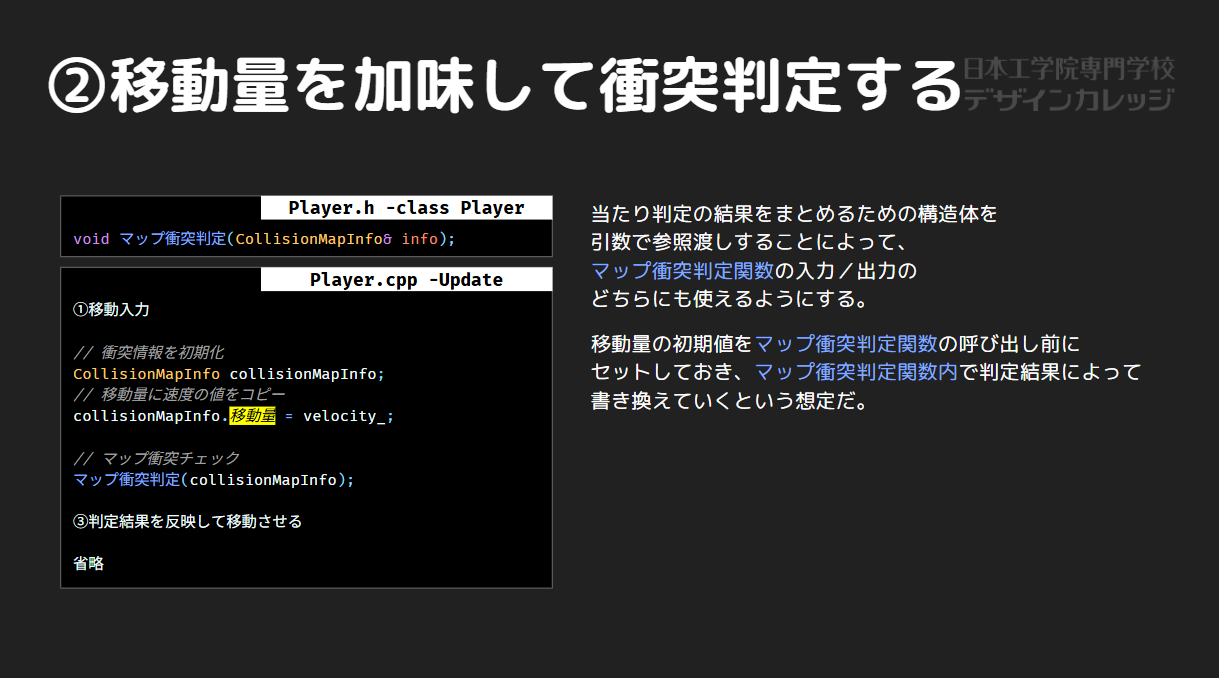 ②移動量を加味して衝突判定する
日本工学院専門学校
デザインカレッジ
Player.h -class Player
void マップ衝突判定(CollisionMapInfo& info);
Player.cpp -Update
①移動入力
// 衝突情報を初期化
CollisionMapInfo collisionMapInfo;
// 移動量に速度の値をコピー
collisionMapInfo.移動量 = velocity_;
// マップ衝突チェック
マップ衝突判定(collisionMapInfo);
③判定結果を反映して移動させる
省略
当たり判定の結果をまとめるための構造体を
引数で参照渡しすることによって、
マップ衝突判定関数の入力／出力の
どちらにも使えるようにする。
移動量の初期値をマップ衝突判定関数の呼び出し前に
セットしておき、マップ衝突判定関数内で判定結果によって
書き換えていくという想定だ。